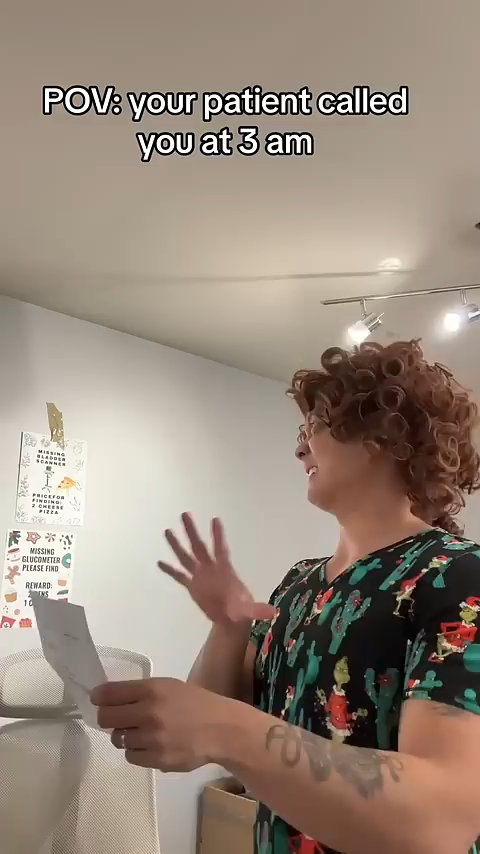 POV: your patient called
you at 3 am
MISSING
BLADDER
SCANNER
PRICE FOR
FINDING:
2 CHEESE
PIZZA
MISSING
GLUCOMETER
PLEASE FIND
REWARD: